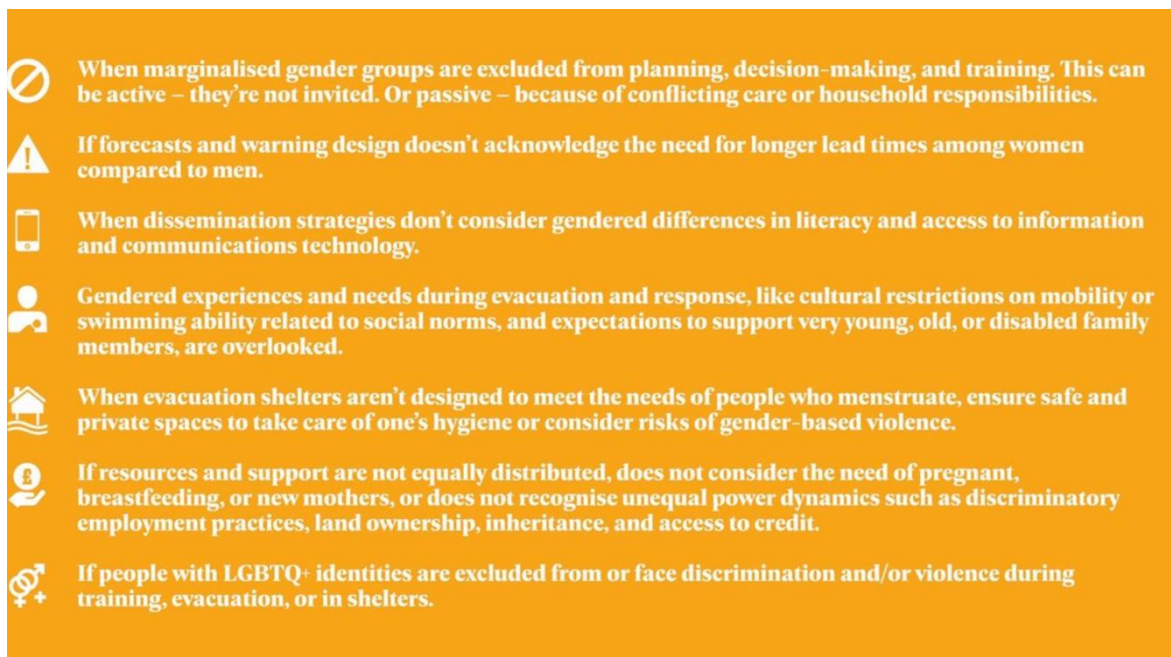 When marginalised gender groups are excluded from planning, decision-making, and training. This can
be active – they're not invited. Or passive – because of conflicting care or household responsibilities.
If forecasts and warning design doesn't acknowledge the need for longer lead times among women
compared to men.
When dissemination strategies don't consider gendered differences in literacy and access to information
and communications technology.
Gendered experiences and needs during evacuation and response, like cultural restrictions on mobility or
swimming ability related to social norms, and expectations to support very young, old, or disabled family
members, are overlooked.
When evacuation shelters aren't designed to meet the needs of people who menstruate, ensure safe and
private spaces to take care of one's hygiene or consider risks of gender-based violence.
£
If resources and support are not equally distributed, does not consider the need of pregnant,
breastfeeding, or new mothers, or does not recognise unequal power dynamics such as discriminatory
employment practices, land ownership, inheritance, and access to credit.
If people with LGBTQ+ identities are excluded from or face discrimination and/or violence during
training, evacuation, or in shelters.